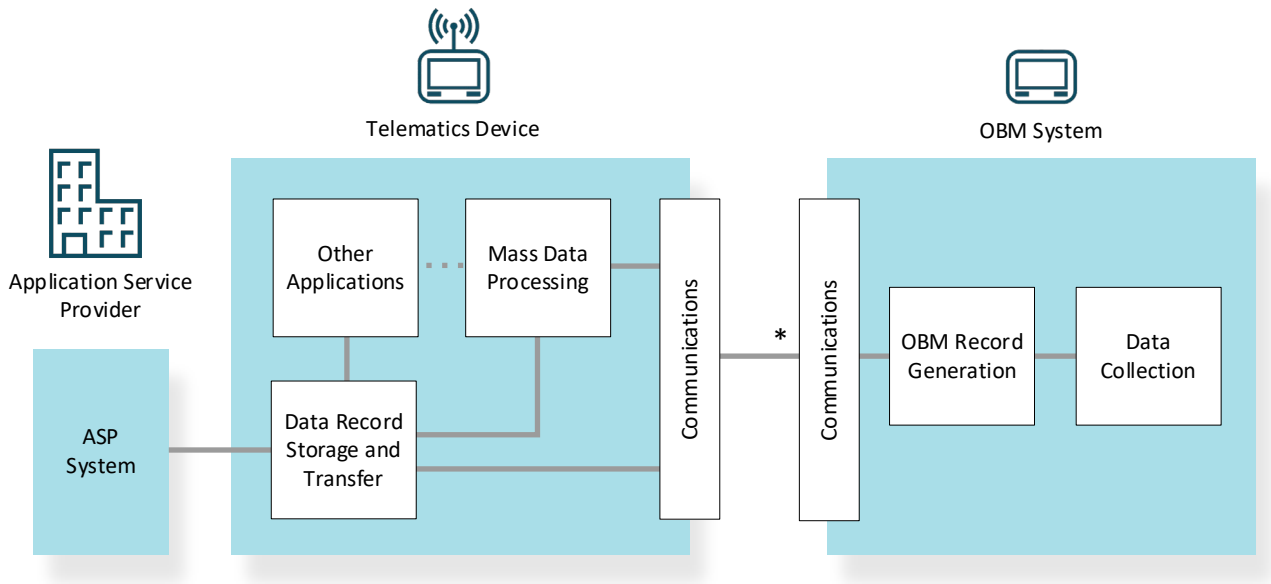 Telematics Device
OBM System
Application Service
Provider
ASP
System
Other
Applications
Mass Data
Processing
Data Record
Storage and
Transfer
Communications
*
Communications
OBM Record
Generation
Data
Collection